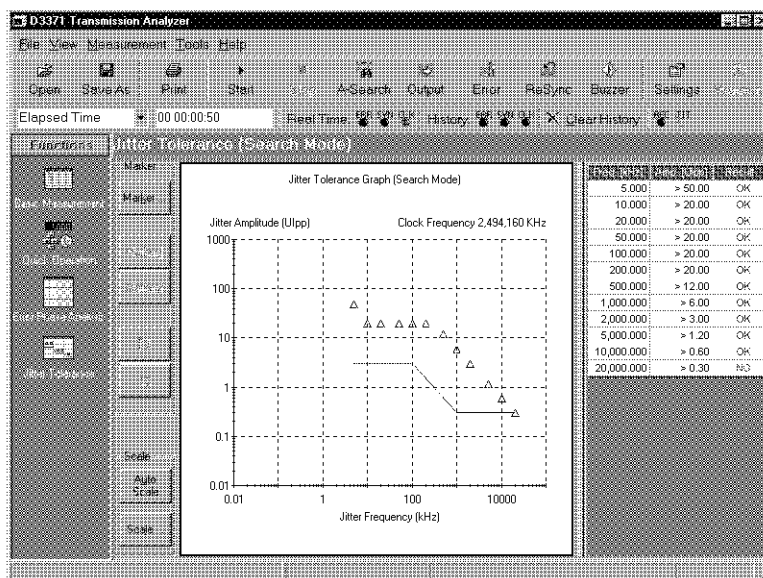 D3371 Transmission Analyzer
File View Measurement Tools Help
Open Save As Print Start A-Search Output Error ReSync Buzzer Settings
Elapsed Time 00 00:00:50 Real Time History Clear History
Functions Jitter Tolerance (Search Mode)
Basic Measurement
Quick Operation
Jitter Tolerance
Marker
Marker
Scale
Auto Scale
Scale
Jitter Tolerance Graph (Search Mode)
Jitter Amplitude (UIpp) Clock Frequency 2,494,160 KHz
1000
100
10
1
0.1
0.01
0.01 1 100 10000
Jitter Frequency (kHz)
Freq. [kHz] Amp. [UIpp] Result
5.000 > 50.00 OK
10.000 > 20.00 OK
20.000 > 20.00 OK
50.000 > 20.00 OK
100.000 > 20.00 OK
200.000 > 20.00 OK
500.000 > 12.00 OK
1,000.000 > 6.00 OK
2,000.000 > 3.00 OK
5,000.000 > 1.20 OK
10,000.000 > 0.60 OK
20,000.000 > 0.30 NG